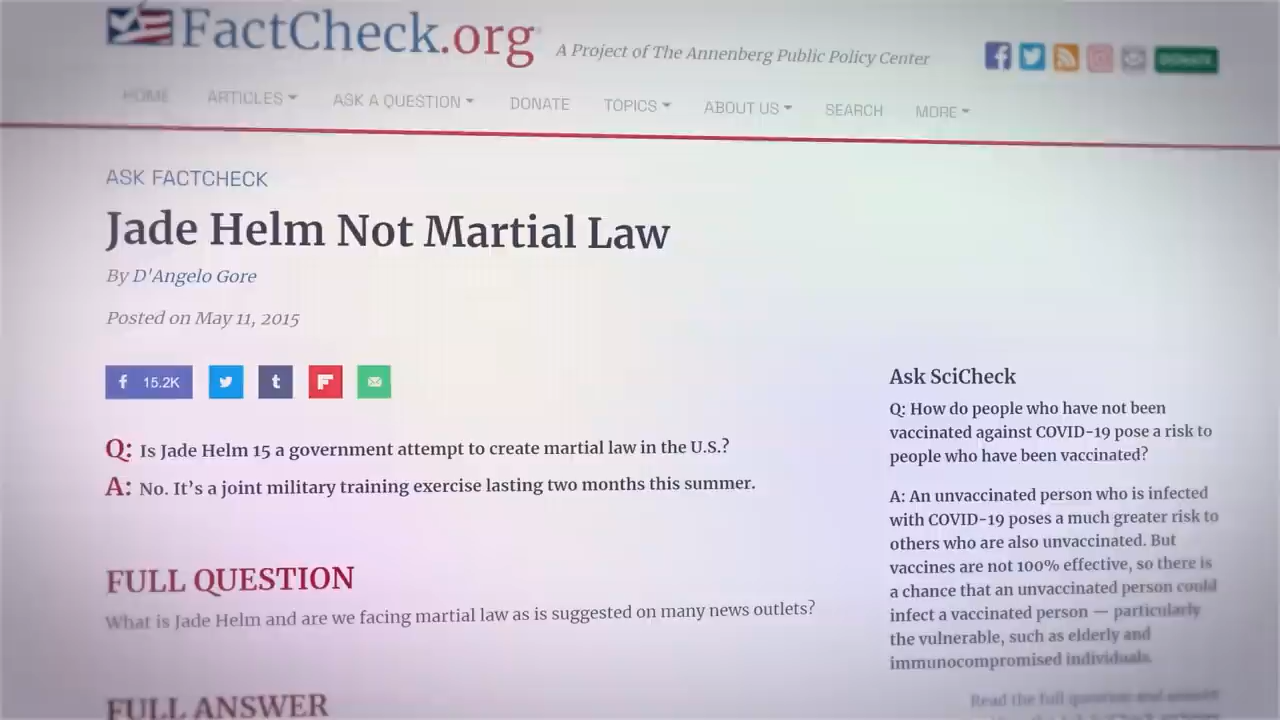 FactCheck.org
A Project of The Annenberg Public Policy Center
DONATE
HOME ARTICLES ASK A QUESTION DONATE TOPICS ABOUT US SEARCH MORE
ASK FACTCHECK
Jade Helm Not Martial Law
By D'Angelo Gore
Posted on May 11, 2015
15.2K
Q: Is Jade Helm 15 a government attempt to create martial law in the U.S.?
A: No. It's a joint military training exercise lasting two months this summer.
FULL QUESTION
What is Jade Helm and are we facing martial law as is suggested on many news outlets?
FULL ANSWER
Ask SciCheck
Q: How do people who have not been
vaccinated against COVID-19 pose a risk to
people who have been vaccinated?
A: An unvaccinated person who is infected
with COVID-19 poses a much greater risk to
others who are also unvaccinated. But
vaccines are not 100% effective, so there is
a chance that an unvaccinated person could
infect a vaccinated person — particularly
the vulnerable, such as elderly and
immunocompromised individuals.
Read the full question and answer